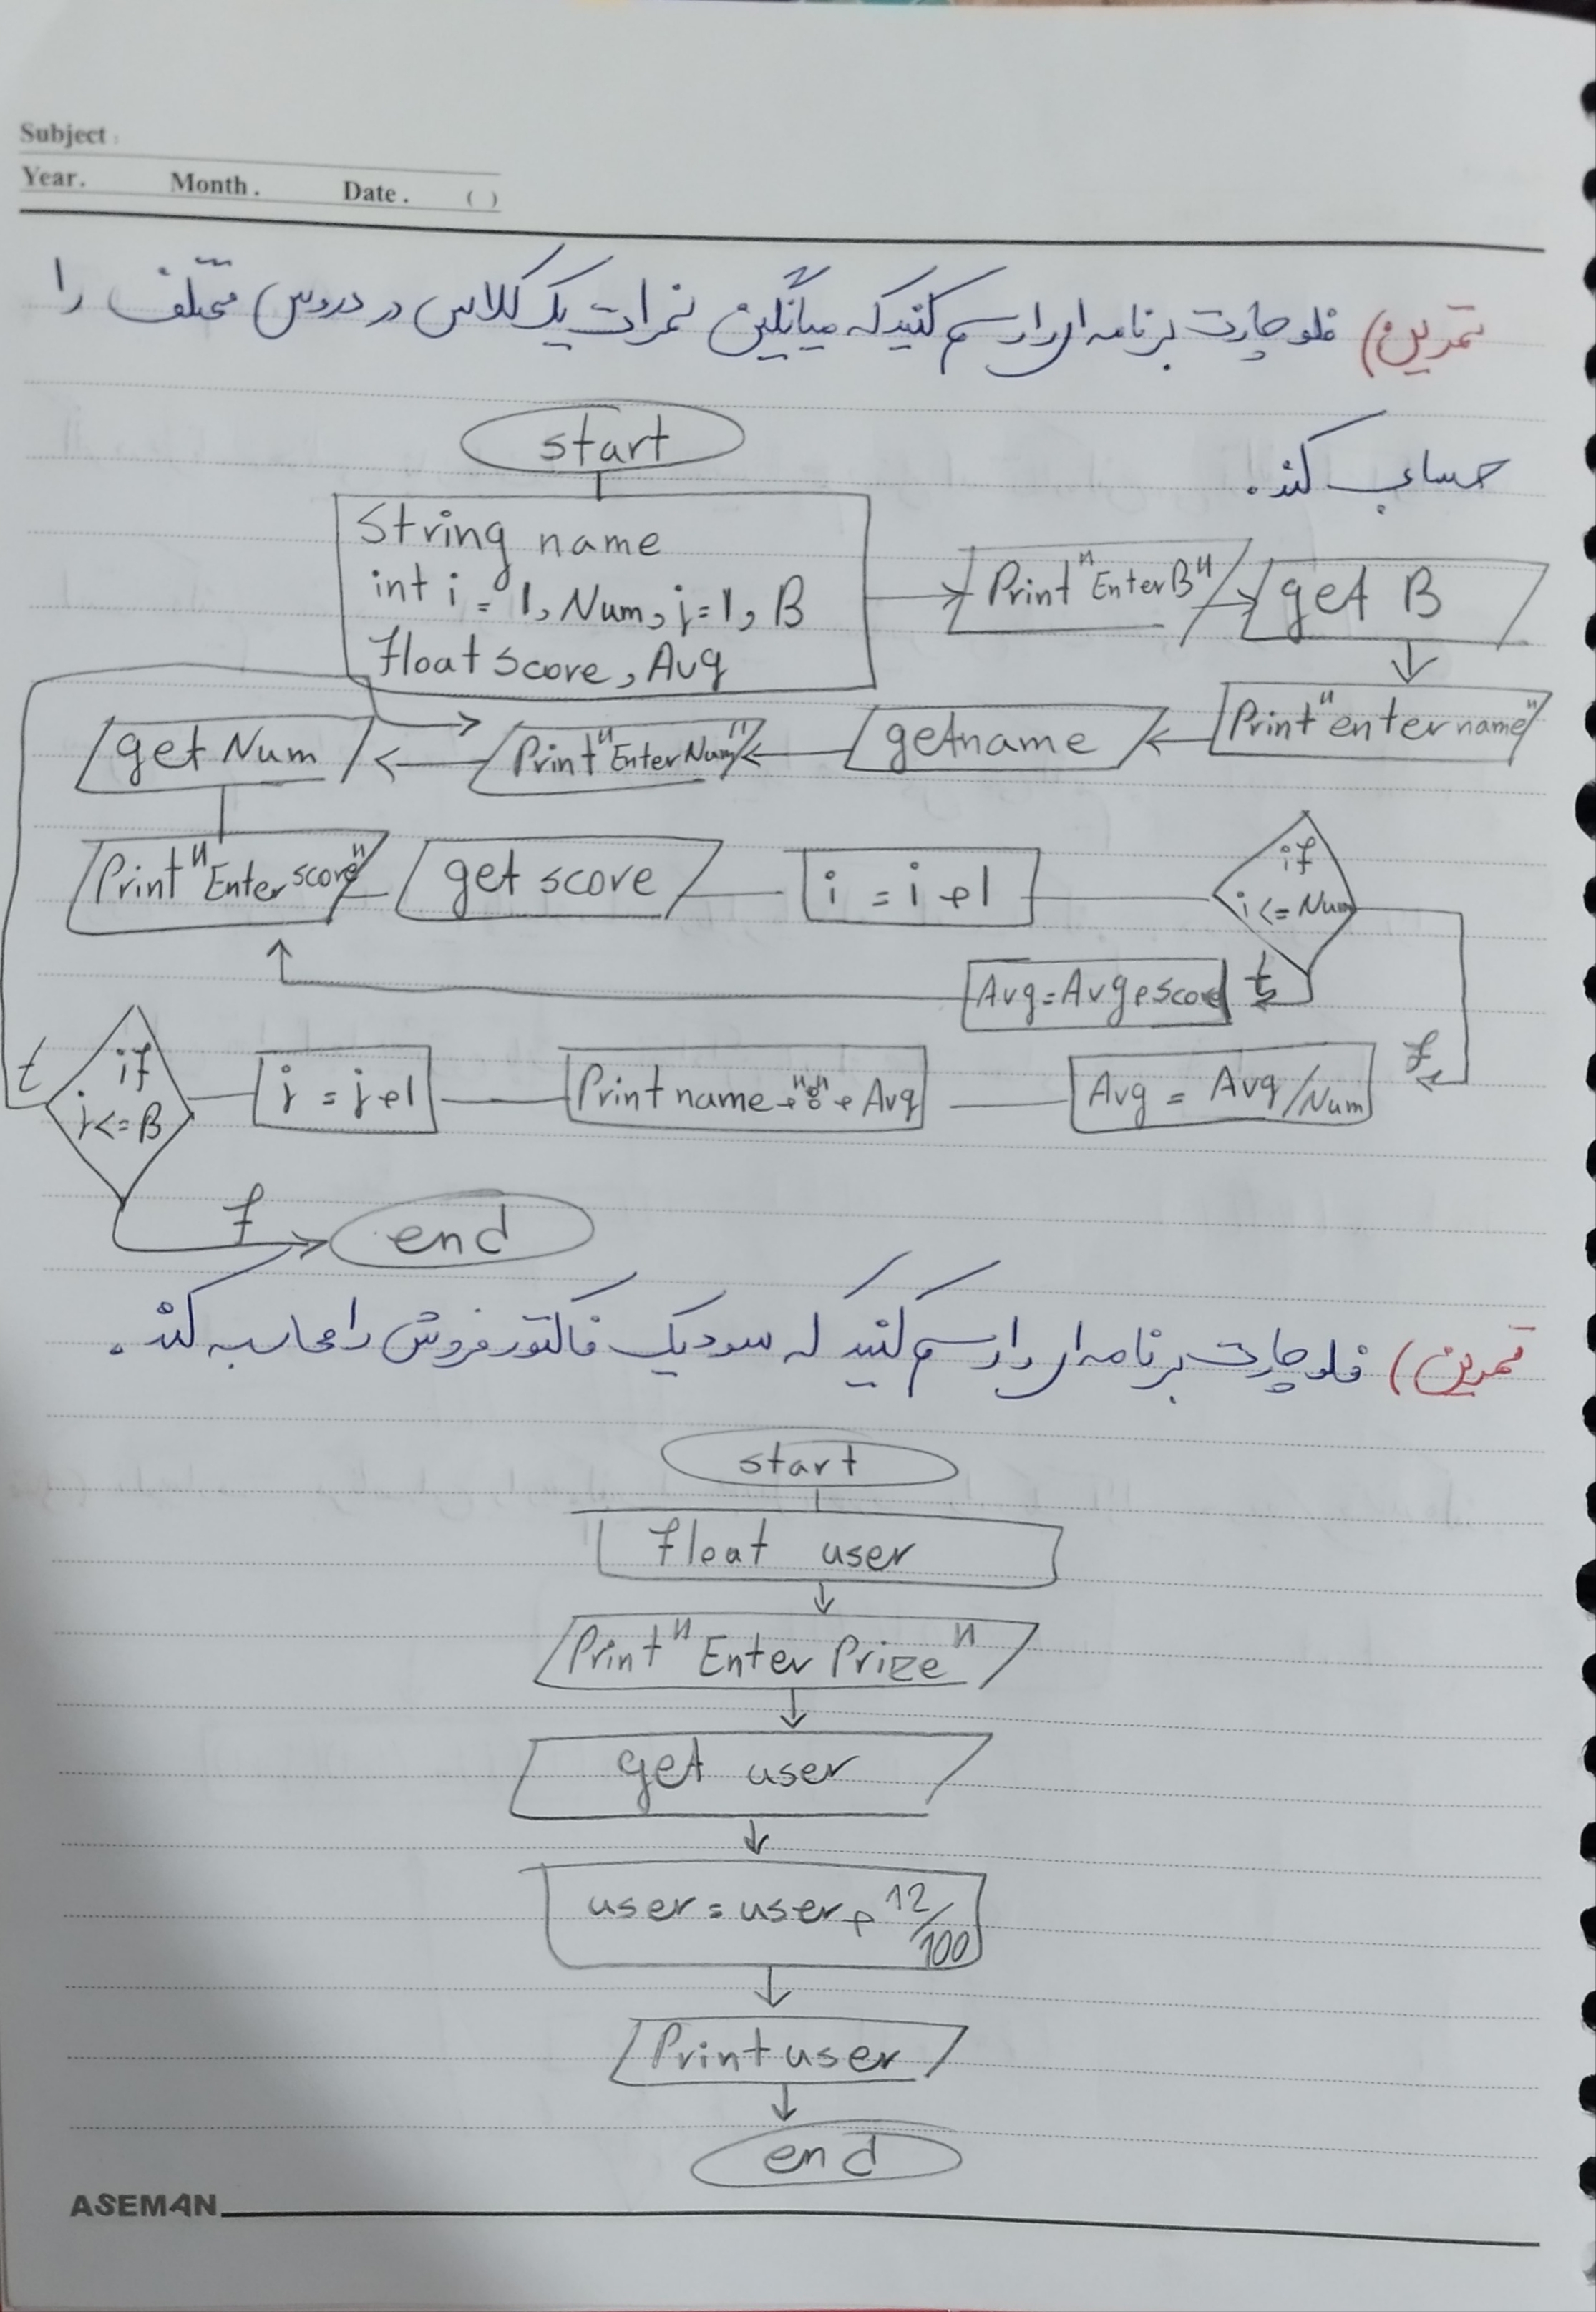 Subject :
Year. Month. Date. ( )
تمرین) فلوچارت برنامه ای را رسم کنید که میانگین نمرات یک کلاس در دروس مختلف را
حساب کند.
start
String name
int i = 1, Num, j=1, B
Float score, Avg
Print "Enter B"
get B
Print "enter name"
get name
Print "Enter Num"
get Num
Print "Enter score"
get score
i = i + 1
if
i <= Num
t
Avg = Avg + score
f
Avg = Avg / Num
Print name + ":" + Avg
j = j + 1
if
j <= B
t
f
end
تمرین) فلوچارت برنامه ای را رسم کنید که سود یک فاکتور فروش را محاسبه کند.
start
Float user
Print "Enter Prize"
get user
user = user + 12/100
Print user
end
ASEMAN